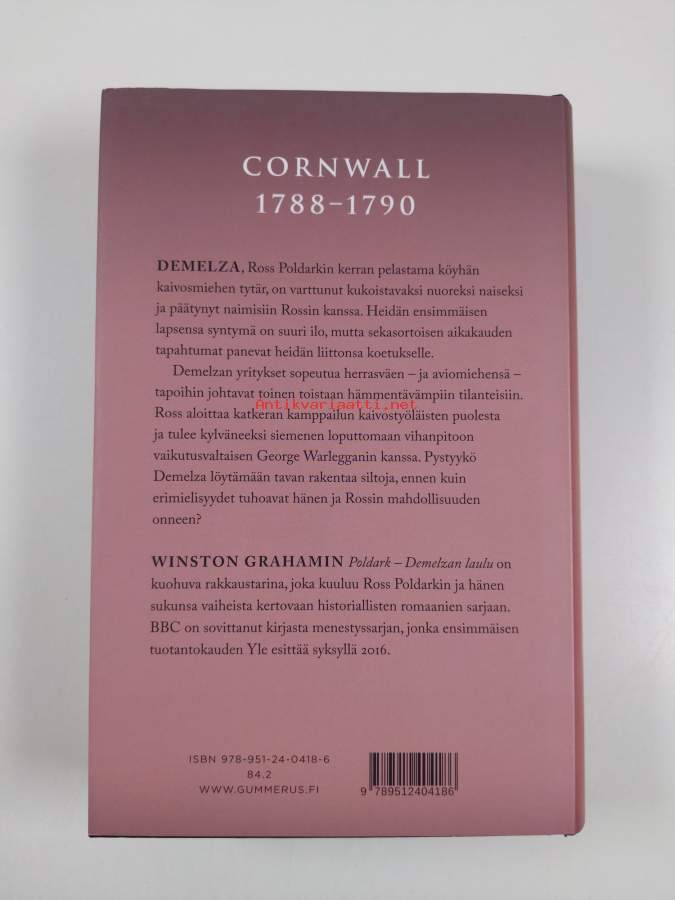 CORNWALL
1788–1790
DEMELZA, Ross Poldarkin kerran pelastama köyhän
kaivosmiehen tytär, on varttunut kukoistavaksi nuoreksi naiseksi
ja päätynyt naimisiin Rossin kanssa. Heidän ensimmäisen
lapsensa syntymä on suuri ilo, mutta sekasortoisen aikakauden
tapahtumat panevat heidän liittonsa koetukselle.
Demelzan yritykset sopeutua herrasväen – ja aviomiehensä –
tapoihin johtavat toinen toistaan hämmentävämpiin tilanteisiin.
Antikvariaatti.net
Ross aloittaa katkeran kamppailun kaivostyöläisten puolesta
ja tulee kylväneeksi siemenen loputtomaan vihanpitoon
vaikutusvaltaisen George Warlegganin kanssa. Pystyykö
Demelza löytämään tavan rakentaa siltoja, ennen kuin
erimielisyydet tuhoavat hänen ja Rossin mahdollisuuden
onneen?
WINSTON GRAHAMIN Poldark – Demelzan laulu on
kuohuva rakkaustarina, joka kuuluu Ross Poldarkin ja hänen
sukunsa vaiheista kertovaan historiallisten romaanien sarjaan.
BBC on sovittanut kirjasta menestyssarjan, jonka ensimmäisen
tuotantokauden Yle esittää syksyllä 2016.
ISBN 978-951-24-0418-6
84.2
WWW.GUMMERUS.FI
9 789512 404186